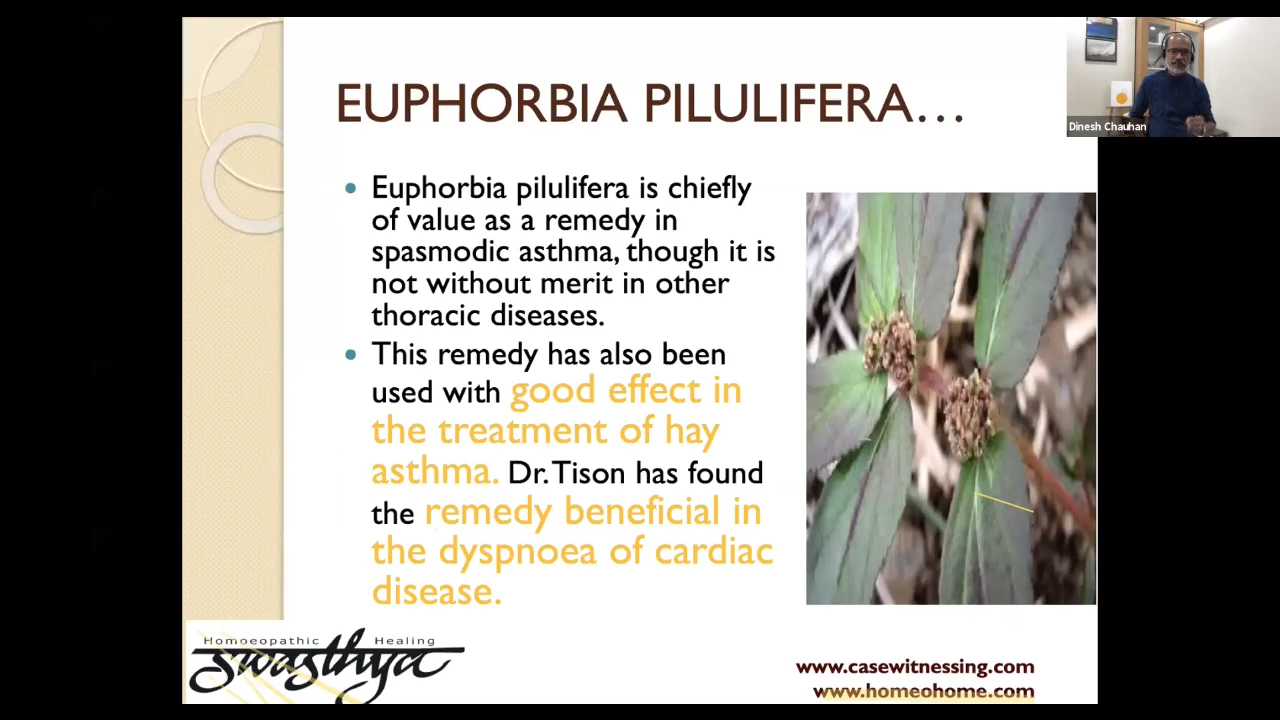 EUPHORBIA PILULIFERA...
Dinesh Chauhan
• Euphorbia pilulifera is chiefly
of value as a remedy in
spasmodic asthma, though it is
not without merit in other
thoracic diseases.
• This remedy has also been
used with good effect in
the treatment of hay
asthma. Dr. Tison has found
the remedy beneficial in
the dyspnoea of cardiac
disease.
Homoeopathic Healing
swasthya
www.casewitnessing.com
www.homeohome.com